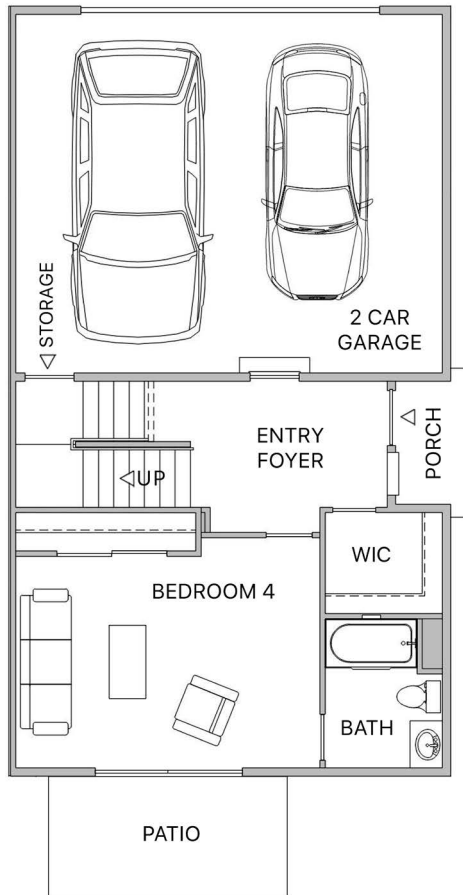 STORAGE
2 CAR
GARAGE
ENTRY
FOYER
PORCH
UP
WIC
BEDROOM 4
BATH
PATIO